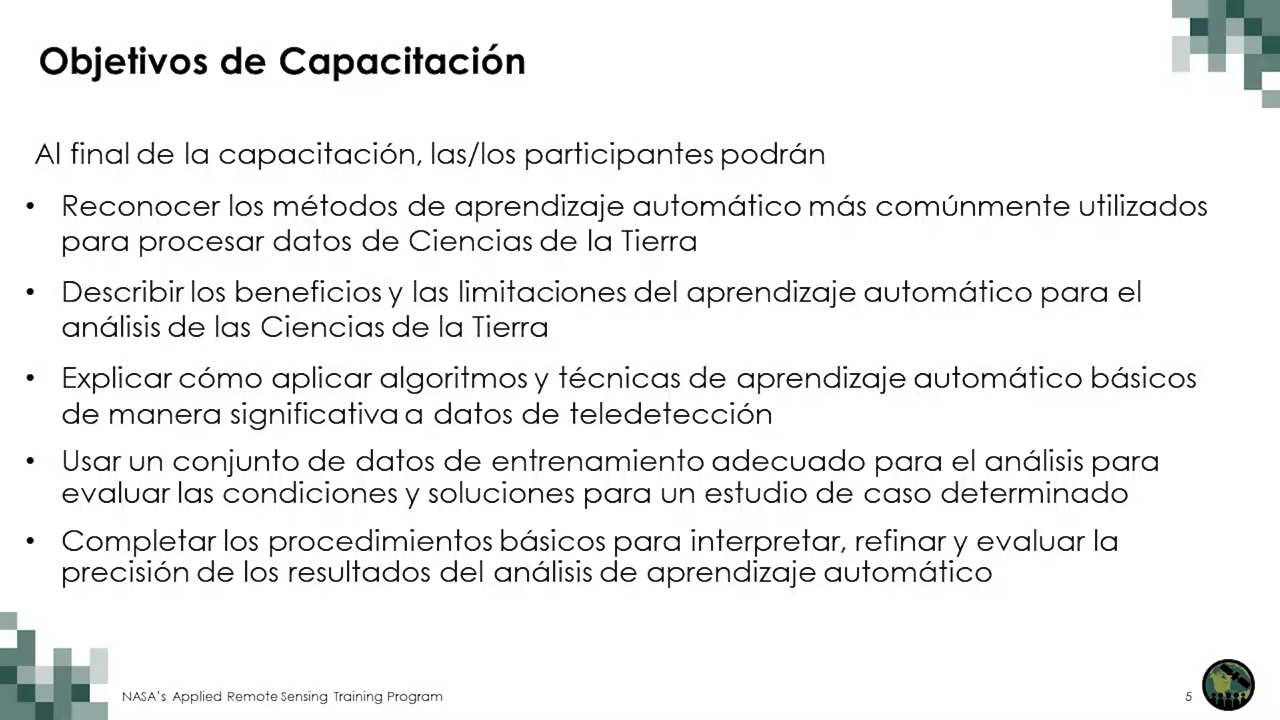 Objetivos de Capacitación
Al final de la capacitación, las/los participantes podrán
• Reconocer los métodos de aprendizaje automático más comúnmente utilizados
para procesar datos de Ciencias de la Tierra
• Describir los beneficios y las limitaciones del aprendizaje automático para el
análisis de las Ciencias de la Tierra
• Explicar cómo aplicar algoritmos y técnicas de aprendizaje automático básicos
de manera significativa a datos de teledetección
• Usar un conjunto de datos de entrenamiento adecuado para el análisis para
evaluar las condiciones y soluciones para un estudio de caso determinado
• Completar los procedimientos básicos para interpretar, refinar y evaluar la
precisión de los resultados del análisis de aprendizaje automático
NASA's Applied Remote Sensing Training Program
5